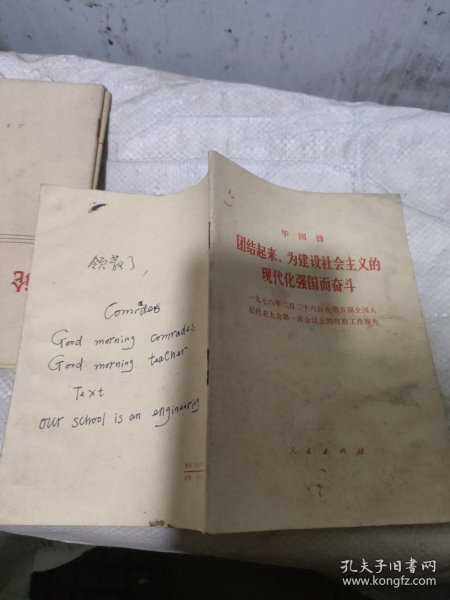 领教了,
Comrades
Good morning comrades
Good morning teacher
Text
our school is an engineering
华国锋
团结起来,为建设社会主义的
现代化强国而奋斗
一九七八年二月二十六日在第五届全国人
民代表大会第一次会议上的政府工作报告
人民出版社
孔夫子旧书网
www.kongfz.com